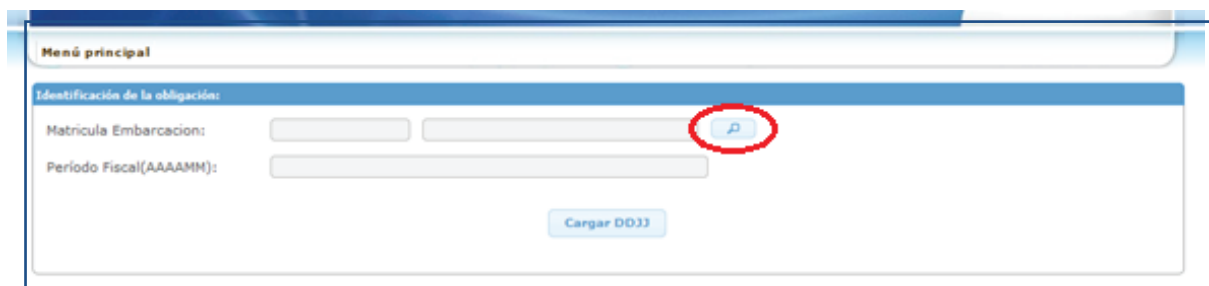 Menú principal
Identificación de la obligación:
Matricula Embarcacion:
Período Fiscal(AAAAMM):
Cargar DDJJ